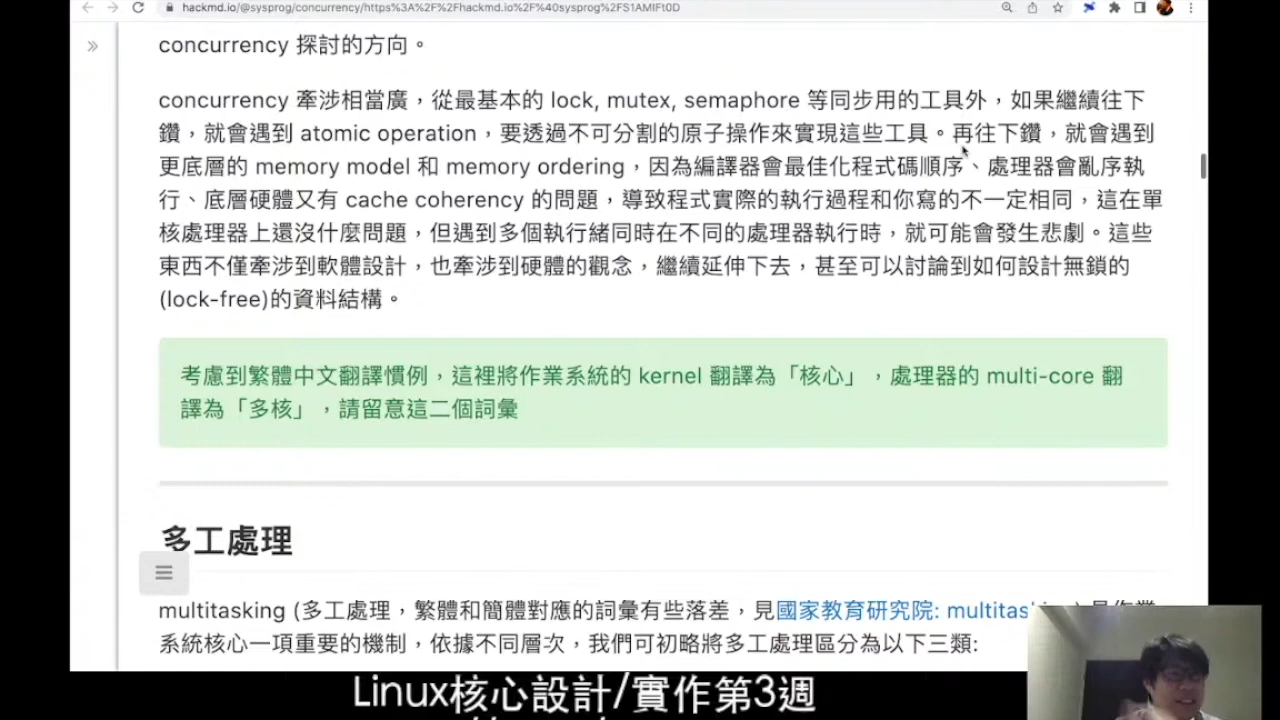 hackmd.io/@sysprog/concurrency/https%3A%2F%2Fhackmd.io%2F%40sysprog%2FS1AMIFt0D
concurrency 探討的方向。
concurrency 牽涉相當廣，從最基本的 lock, mutex, semaphore 等同步用的工具外，如果繼續往下
鑽，就會遇到 atomic operation，要透過不可分割的原子操作來實現這些工具。再往下鑽，就會遇到
更底層的 memory model 和 memory ordering，因為編譯器會最佳化程式碼順序、處理器會亂序執
行、底層硬體又有 cache coherency 的問題，導致程式實際的執行過程和你寫的不一定相同，這在單
核處理器上還沒什麼問題，但遇到多個執行緒同時在不同的處理器執行時，就可能會發生悲劇。這些
東西不僅牽涉到軟體設計，也牽涉到硬體的觀念，繼續延伸下去，甚至可以討論到如何設計無鎖的
(lock-free)的資料結構。
考慮到繁體中文翻譯慣例，這裡將作業系統的 kernel 翻譯為「核心」，處理器的 multi-core 翻
譯為「多核」，請留意這二個詞彙
多工處理
multitasking (多工處理，繁體和簡體對應的詞彙有些落差，見國家教育研究院: multitas
系統核心一項重要的機制，依據不同層次，我們可初略將多工處理區分為以下三類:
Linux核心設計/實作第3週